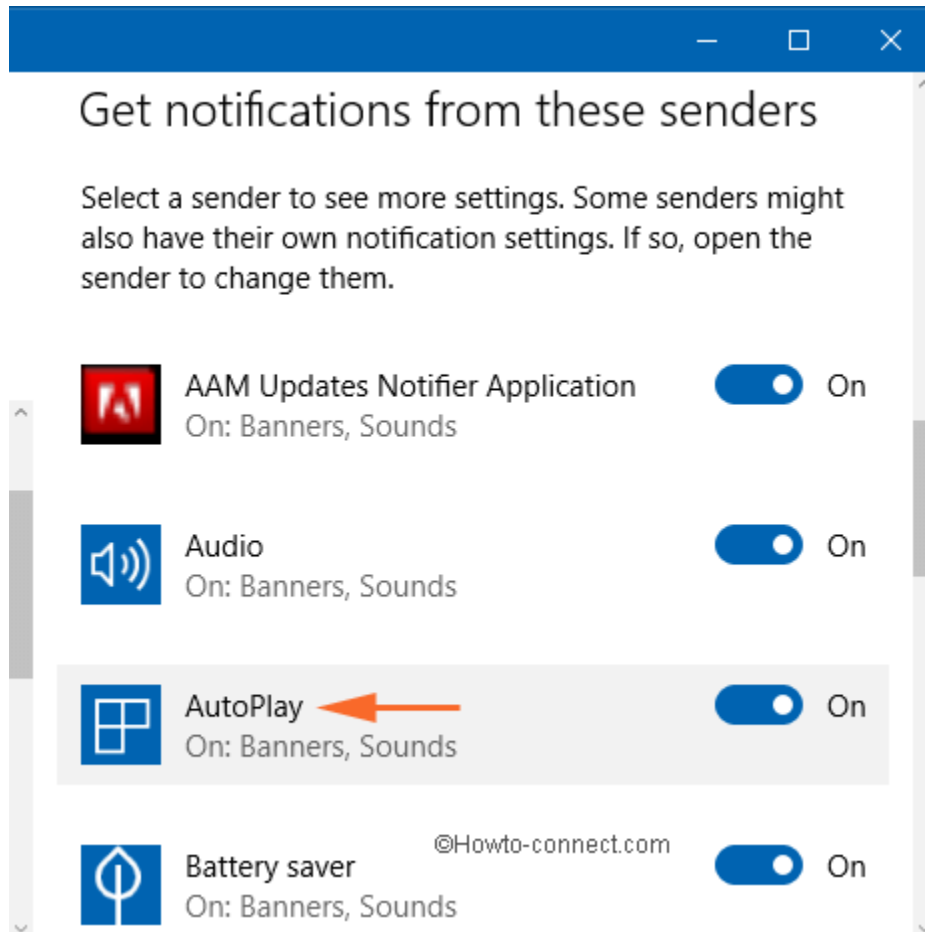 Get notifications from these senders
Select a sender to see more settings. Some senders might
also have their own notification settings. If so, open the
sender to change them.
AAM Updates Notifier Application
On
On: Banners, Sounds
Audio
On
On: Banners, Sounds
AutoPlay
On
On: Banners, Sounds
©Howto-connect.com
Battery saver
On
On: Banners, Sounds